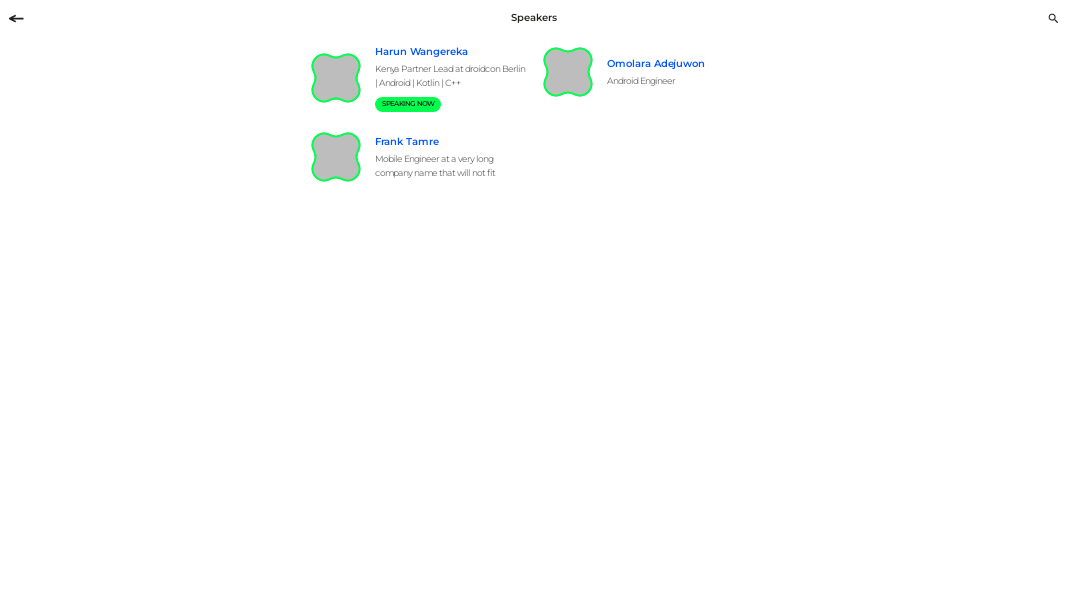 Speakers
Harun Wangereka
Kenya Partner Lead at droidcon Berlin
| Android | Kotlin | C++
SPEAKING NOW
Omolara Adejuwon
Android Engineer
Frank Tamre
Mobile Engineer at a very long
company name that will not fit